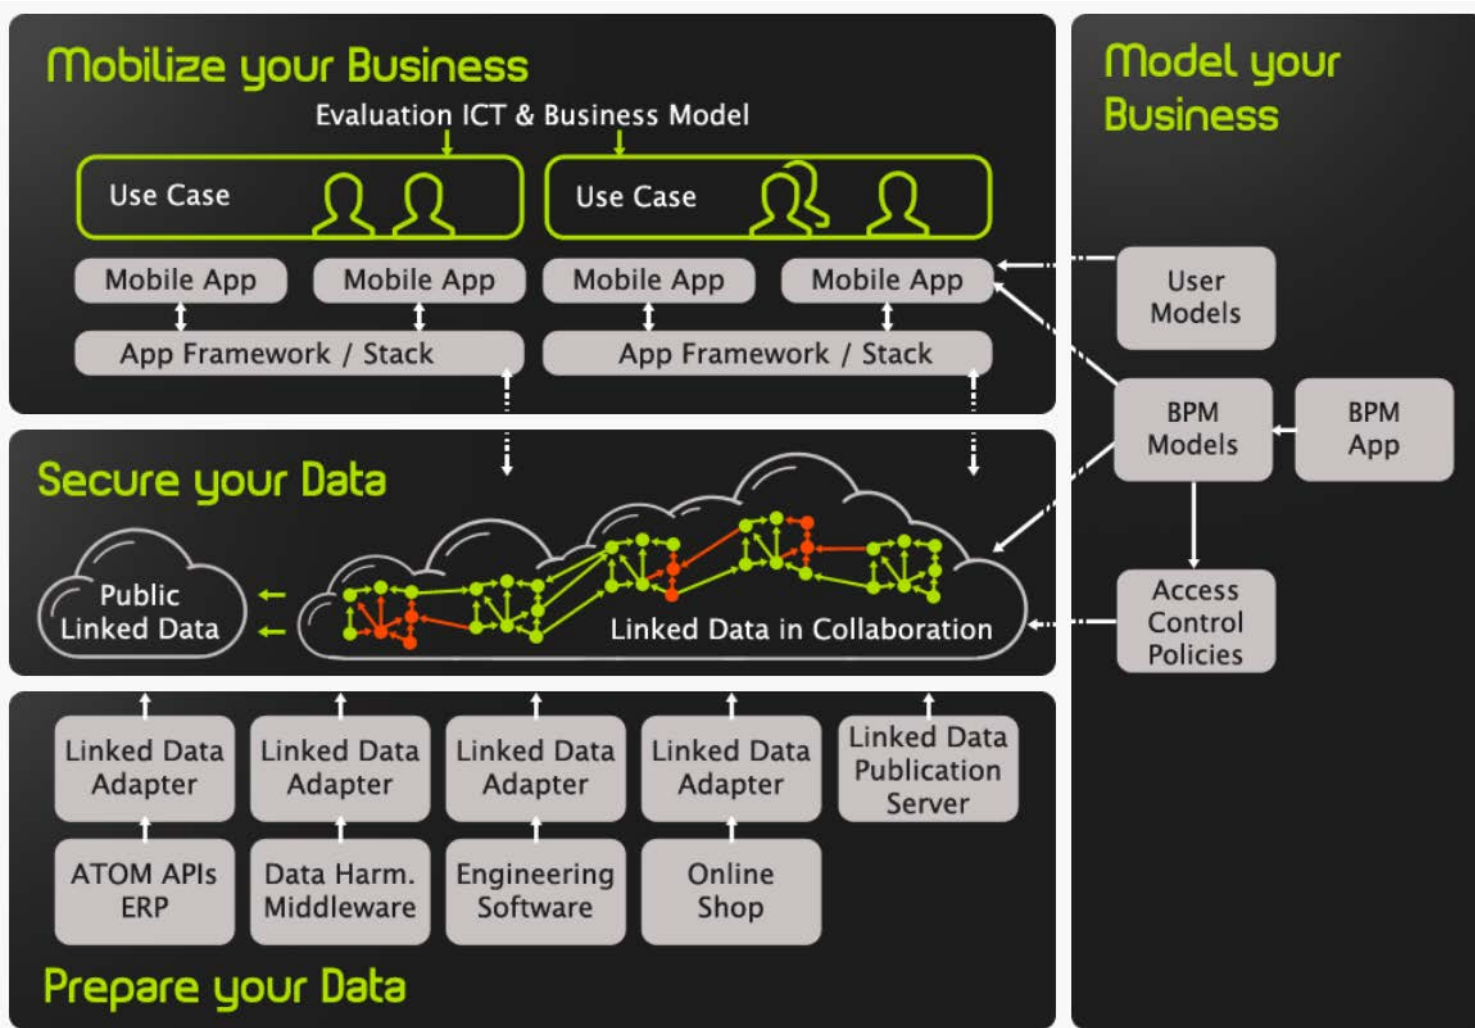 Mobilize your Business
Evaluation ICT & Business Model
Use Case
Use Case
Mobile App
Mobile App
Mobile App
Mobile App
App Framework / Stack
App Framework / Stack
Secure your Data
Public
Linked Data
Linked Data in Collaboration
Linked Data
Adapter
Linked Data
Adapter
Linked Data
Adapter
Linked Data
Adapter
Linked Data
Publication
Server
ATOM APIs
ERP
Data Harm.
Middleware
Engineering
Software
Online
Shop
Prepare your Data
Model your
Business
User
Models
BPM
Models
BPM
App
Access
Control
Policies